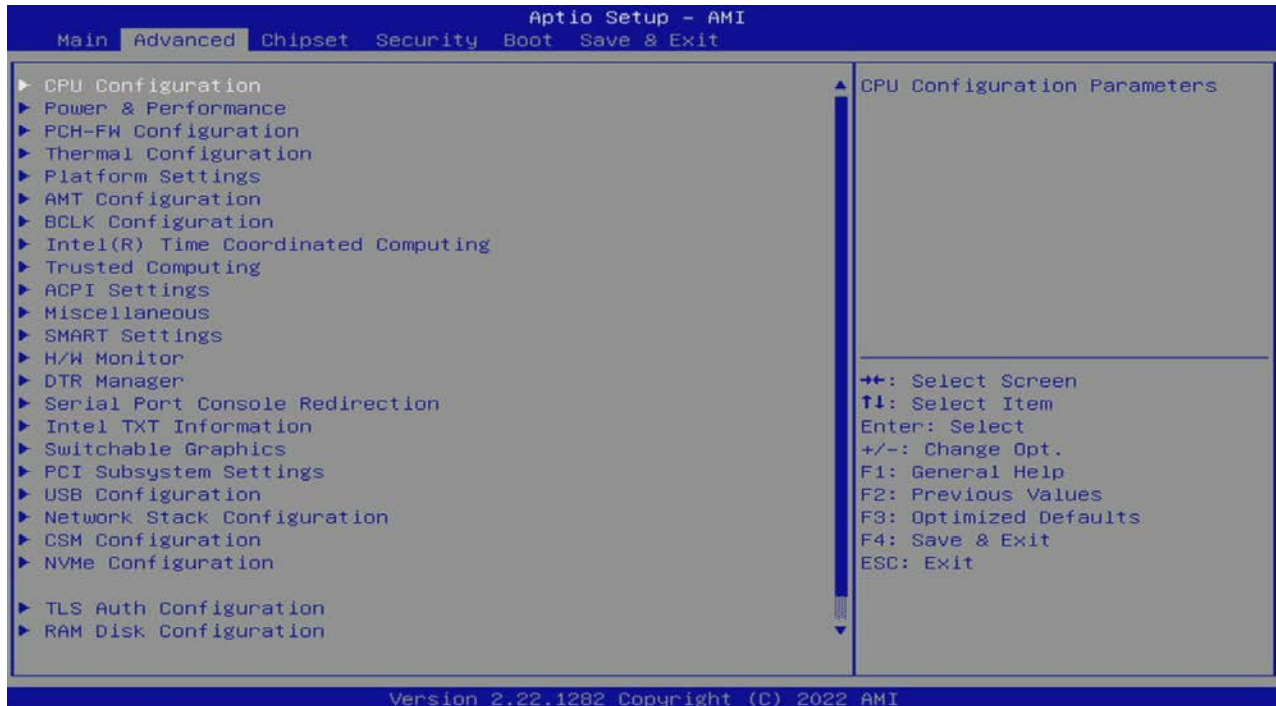 Aptio Setup – AMI
Main Advanced Chipset Security Boot Save & Exit
► CPU Configuration
► Power & Performance
► PCH-FW Configuration
► Thermal Configuration
► Platform Settings
► AMT Configuration
► BCLK Configuration
► Intel(R) Time Coordinated Computing
► Trusted Computing
► ACPI Settings
► Miscellaneous
► SMART Settings
► H/W Monitor
► DTR Manager
► Serial Port Console Redirection
► Intel TXT Information
► Switchable Graphics
► PCI Subsystem Settings
► USB Configuration
► Network Stack Configuration
► CSM Configuration
► NVMe Configuration
► TLS Auth Configuration
► RAM Disk Configuration
CPU Configuration Parameters
→←: Select Screen
↑↓: Select Item
Enter: Select
+/-: Change Opt.
F1: General Help
F2: Previous Values
F3: Optimized Defaults
F4: Save & Exit
ESC: Exit
Version 2.22.1282 Copyright (C) 2022 AMI